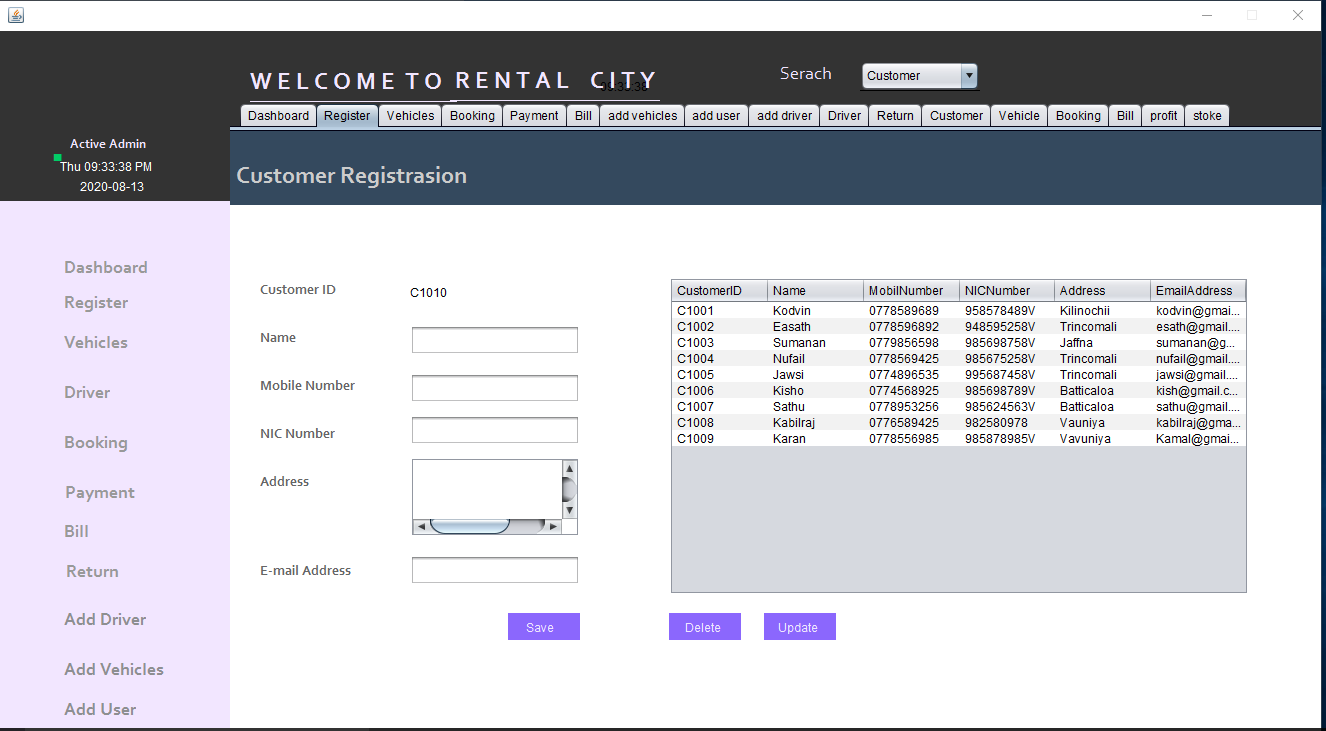 WELCOME TO RENTAL CITY
Serach
Customer
Dashboard Register Vehicles Booking Payment Bill add vehicles add user add driver Driver Return Customer Vehicle Booking Bill profit stoke
Active Admin
Thu 09:33:38 PM
2020-08-13
Customer Registrasion
Dashboard
Register
Vehicles
Driver
Booking
Payment
Bill
Return
Add Driver
Add Vehicles
Add User
Customer ID C1010
Name
Mobile Number
NIC Number
Address
E-mail Address
Save
CustomerID Name MobilNumber NICNumber Address EmailAddress
C1001 Kodvin 0778589689 958578489V Kilinochii kodvin@gmai...
C1002 Easath 0778596892 948595258V Trincomali esath@gmail....
C1003 Sumanan 0779856598 985698758V Jaffna sumanan@g...
C1004 Nufail 0778569425 985675258V Trincomali nufail@gmail....
C1005 Jawsi 0774896535 995687458V Trincomali jawsi@gmail....
C1006 Kisho 0774568925 985698789V Batticaloa kish@gmail.c...
C1007 Sathu 0778953256 985624563V Batticaloa sathu@gmail....
C1008 Kabilraj 0776589425 982580978 Vauniya kabilraj@gma...
C1009 Karan 0778556985 985878985V Vavuniya Kamal@gmai...
Delete Update